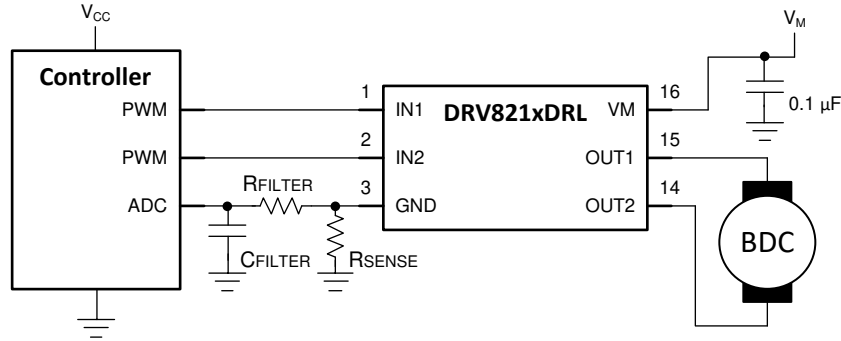 VCC
VM
Controller
PWM
PWM
ADC
1
2
3
IN1
IN2
GND
DRV821xDRL
VM
OUT1
OUT2
16
15
14
0.1 µF
RFILTER
CFILTER
RSENSE
BDC